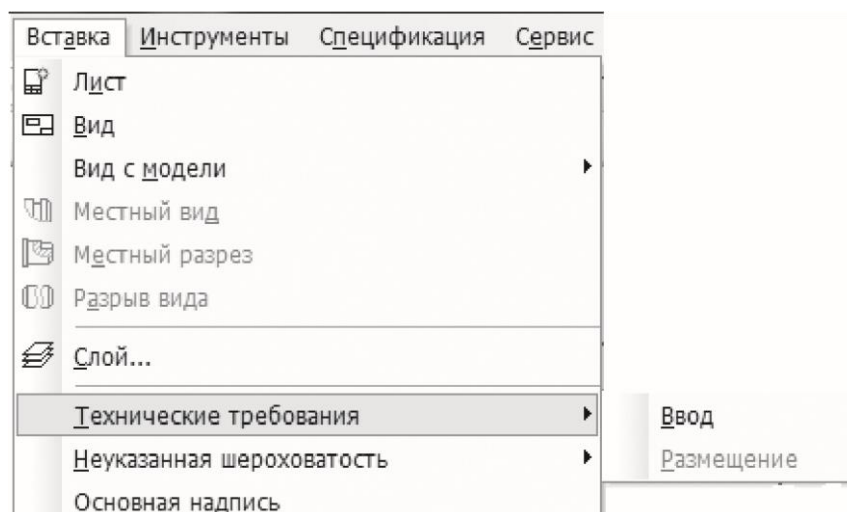 Вставка Инструменты Спецификация Сервис
Лист
Вид
Вид с модели
Местный вид
Местный разрез
Разрыв вида
Слой...
Технические требования
Ввод
Неуказанная шероховатость
Размещение
Основная надпись